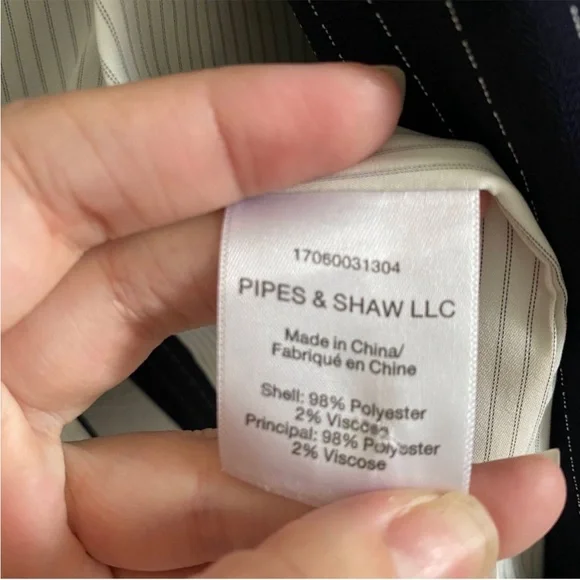 17060031304
PIPES & SHAW LLC
Made in China/
Fabriqué en Chine
Shell: 98% Polyester
2% Viscose
Principal: 98% Polyester
2% Viscose